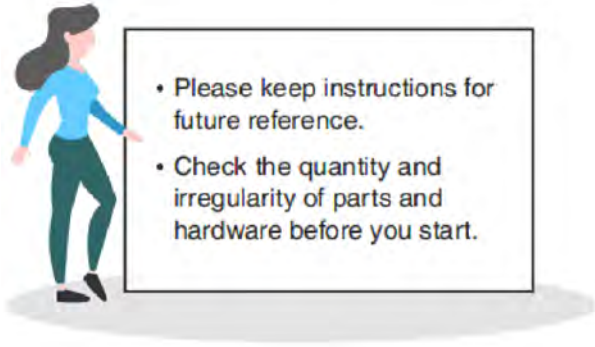 • Please keep instructions for
future reference.
• Check the quantity and
irregularity of parts and
hardware before you start.